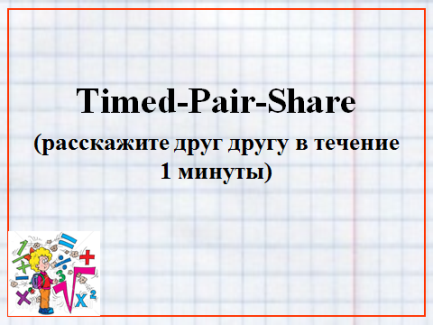 Timed-Pair-Share
(расскажите друг другу в течение
1 минуты)